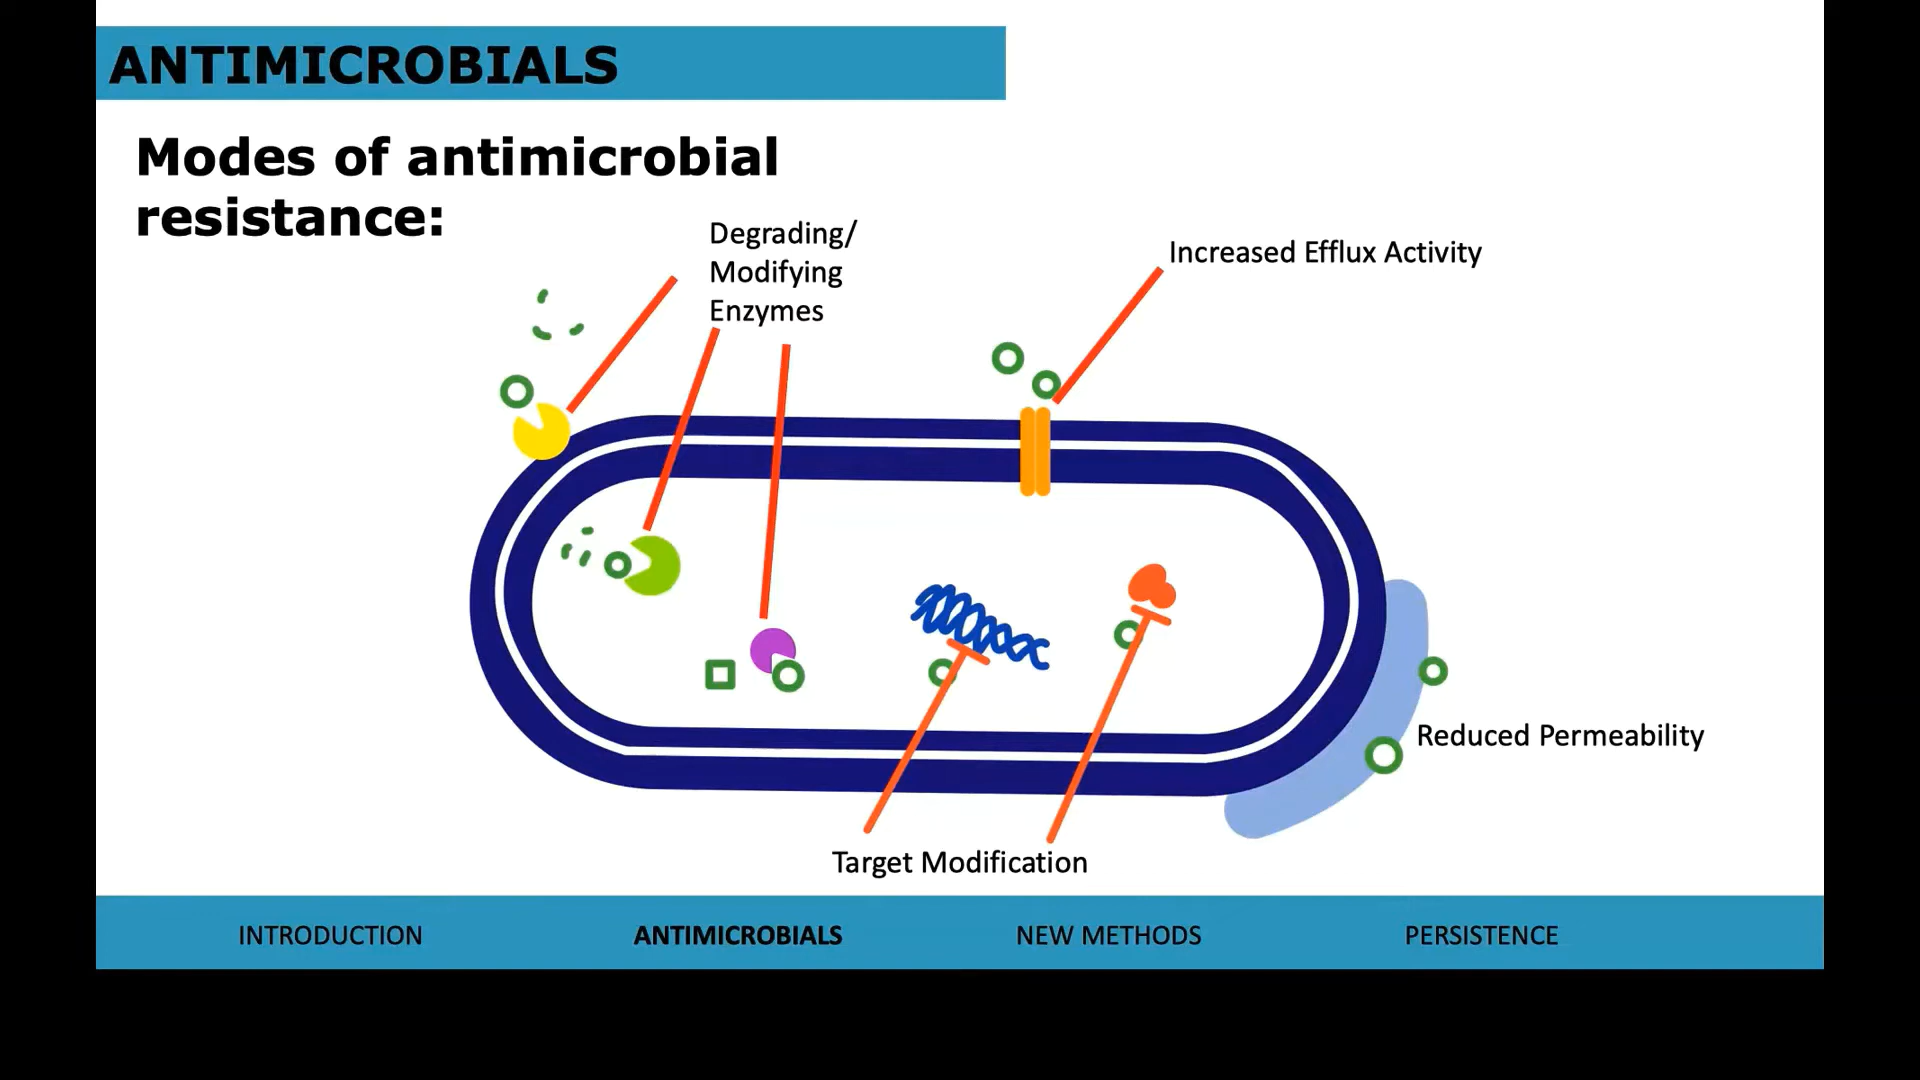 ANTIMICROBIALS
Modes of antimicrobial
resistance:
Degrading/
Modifying
Enzymes
Increased Efflux Activity
Reduced Permeability
Target Modification
INTRODUCTION
ANTIMICROBIALS
NEW METHODS
PERSISTENCE